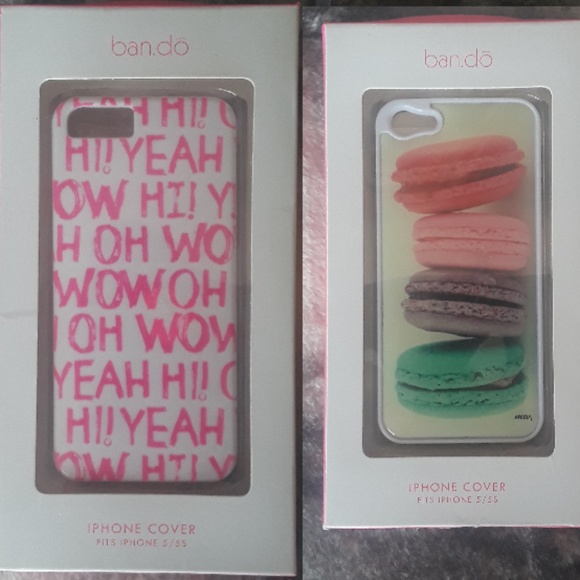 ban.dō
YEAH HI!
HI! YEAH
OW HI! Y
H OH WO
WOW OH
OH WOW
YEAH HI!
HI! YEAH
OW HI! Y
IPHONE COVER
FITS IPHONE 5/5S
ban.dō
IPHONE COVER
FITS IPHONE 5/5S